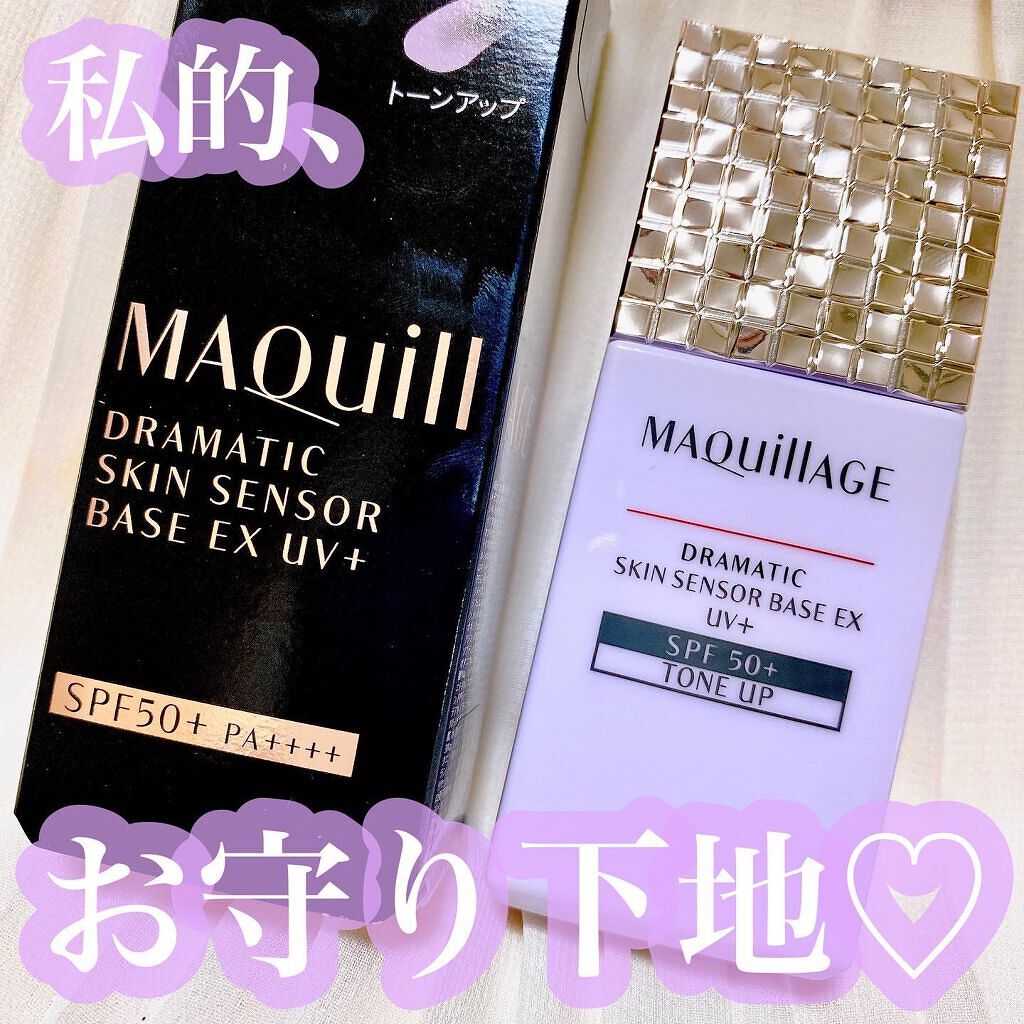 私的、
トーンアップ
MAQuill
DRAMATIC
SKIN SENSOR
BASE EX UV+
SPF50+ PA++++
MAQuillAGE
DRAMATIC
SKIN SENSOR BASE EX
UV+
SPF 50+
TONE UP
お守り下地♡